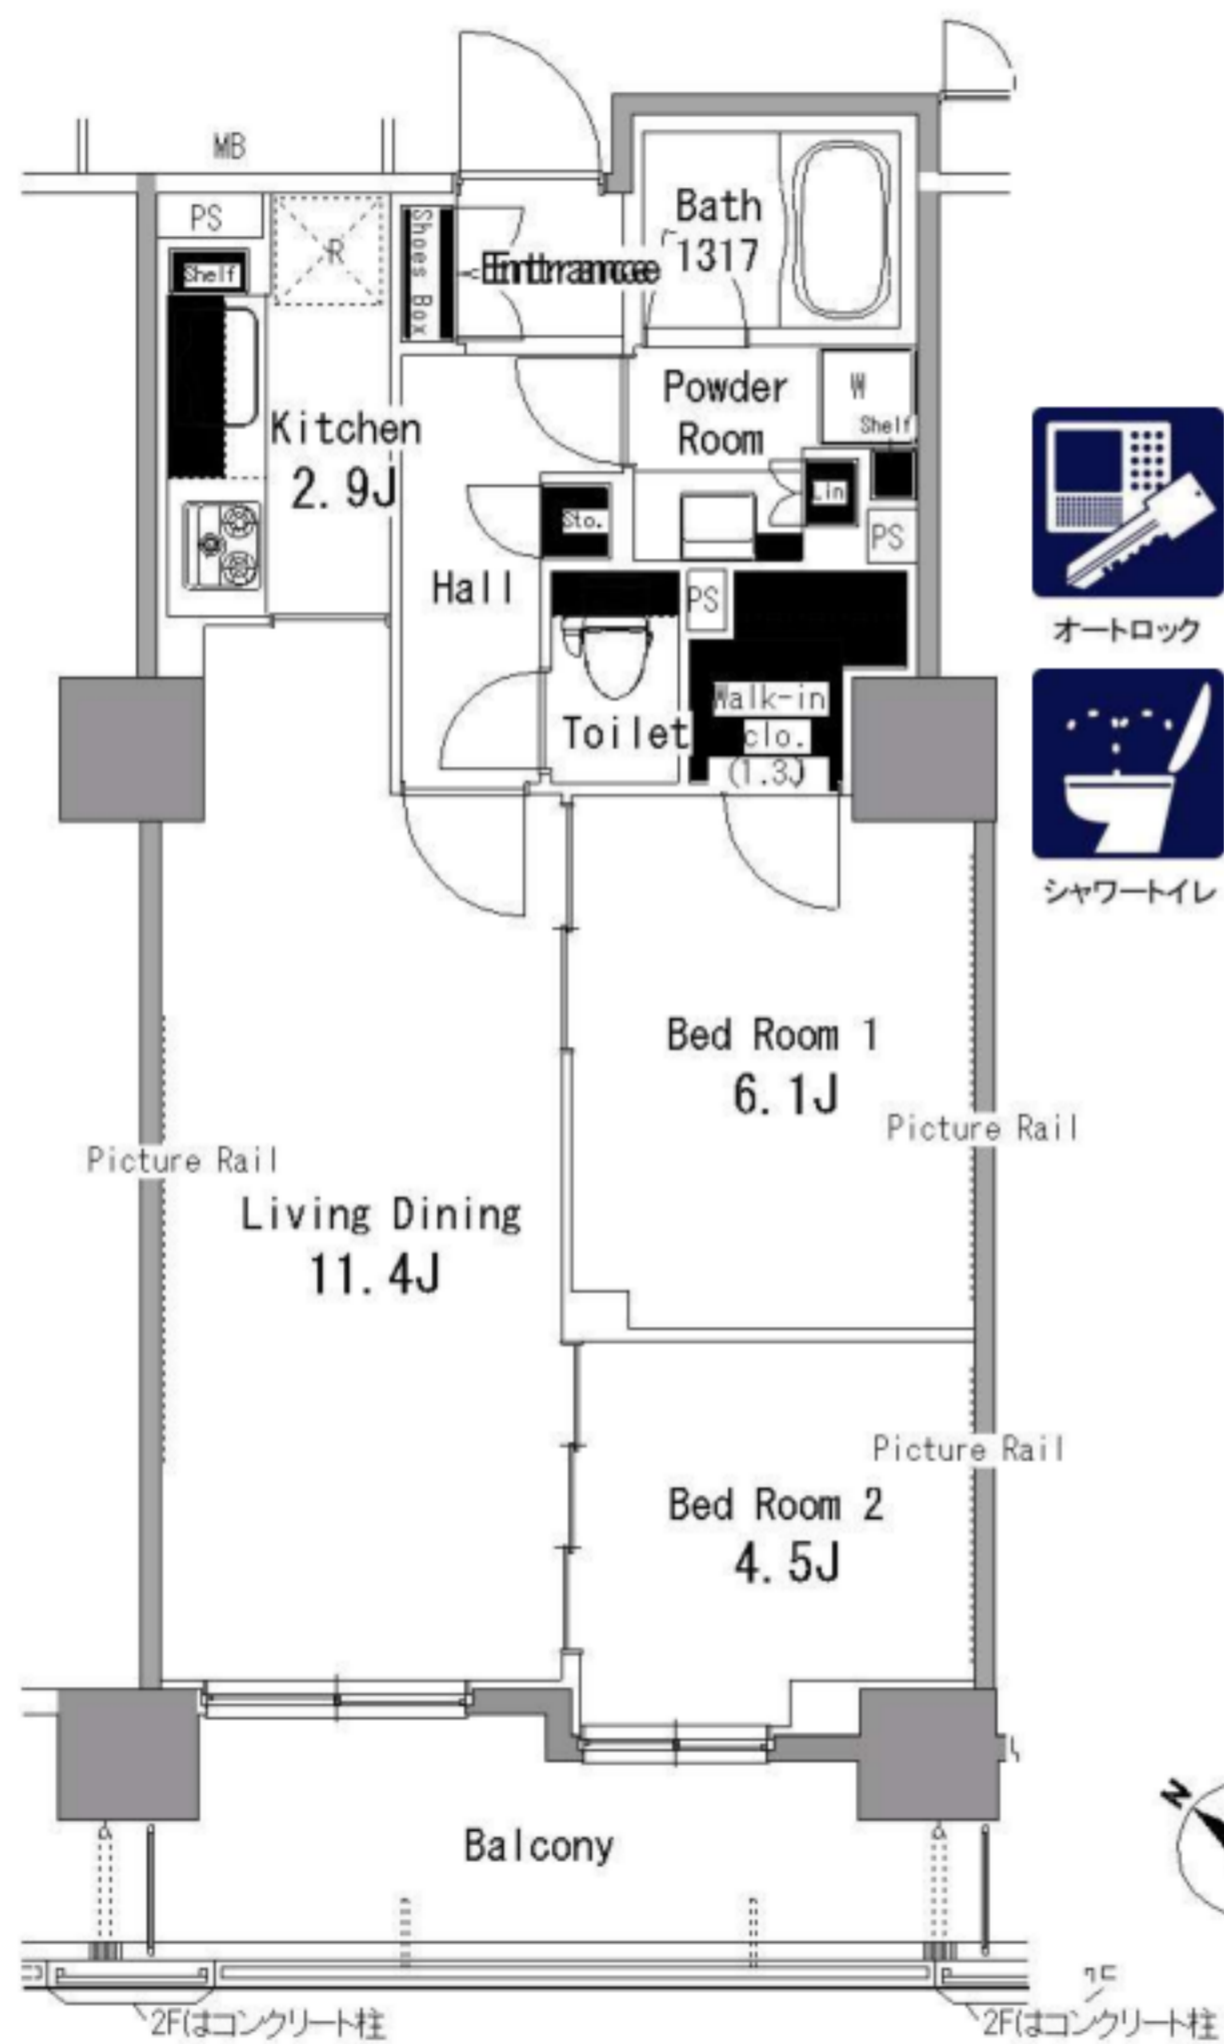 MB
PS
R
Shelf
Shoes Box
Entrance
Bath
1317
Kitchen
2.9J
Powder
Room
W
Shelf
Lin
Sto.
PS
Hall
PS
Toilet
Walk-in
clo.
(1.3J)
オートロック
シャワートイレ
Bed Room 1
6.1J
Picture Rail
Picture Rail
Living Dining
11.4J
Picture Rail
Bed Room 2
4.5J
Balcony
N
2Fはコンクリート柱
2Fはコンクリート柱